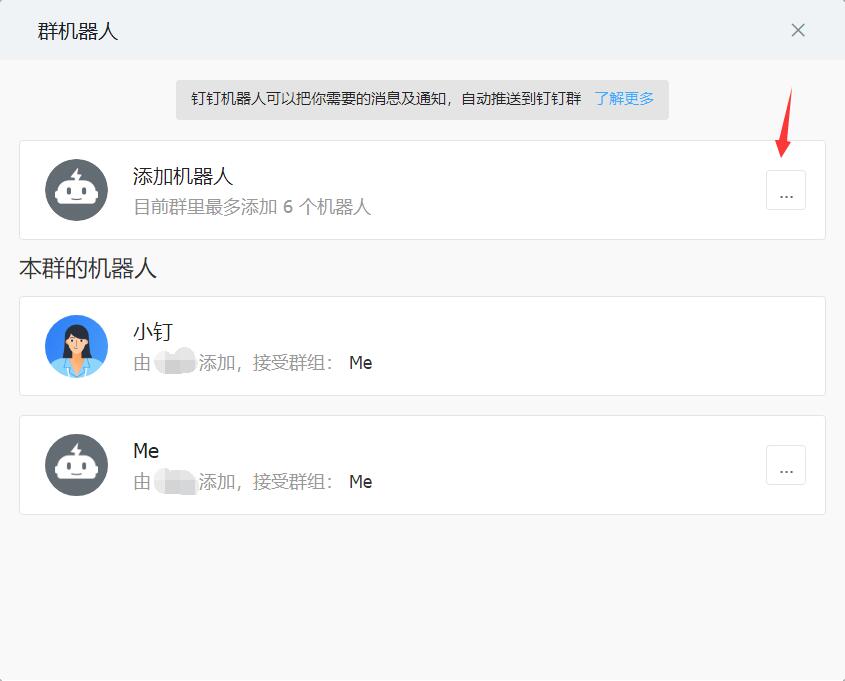 群机器人
钉钉机器人可以把你需要的消息及通知，自动推送到钉钉群 了解更多
添加机器人
目前群里最多添加 6 个机器人
...
本群的机器人
小钉
由 添加，接受群组： Me
Me
由 添加，接受群组： Me
...